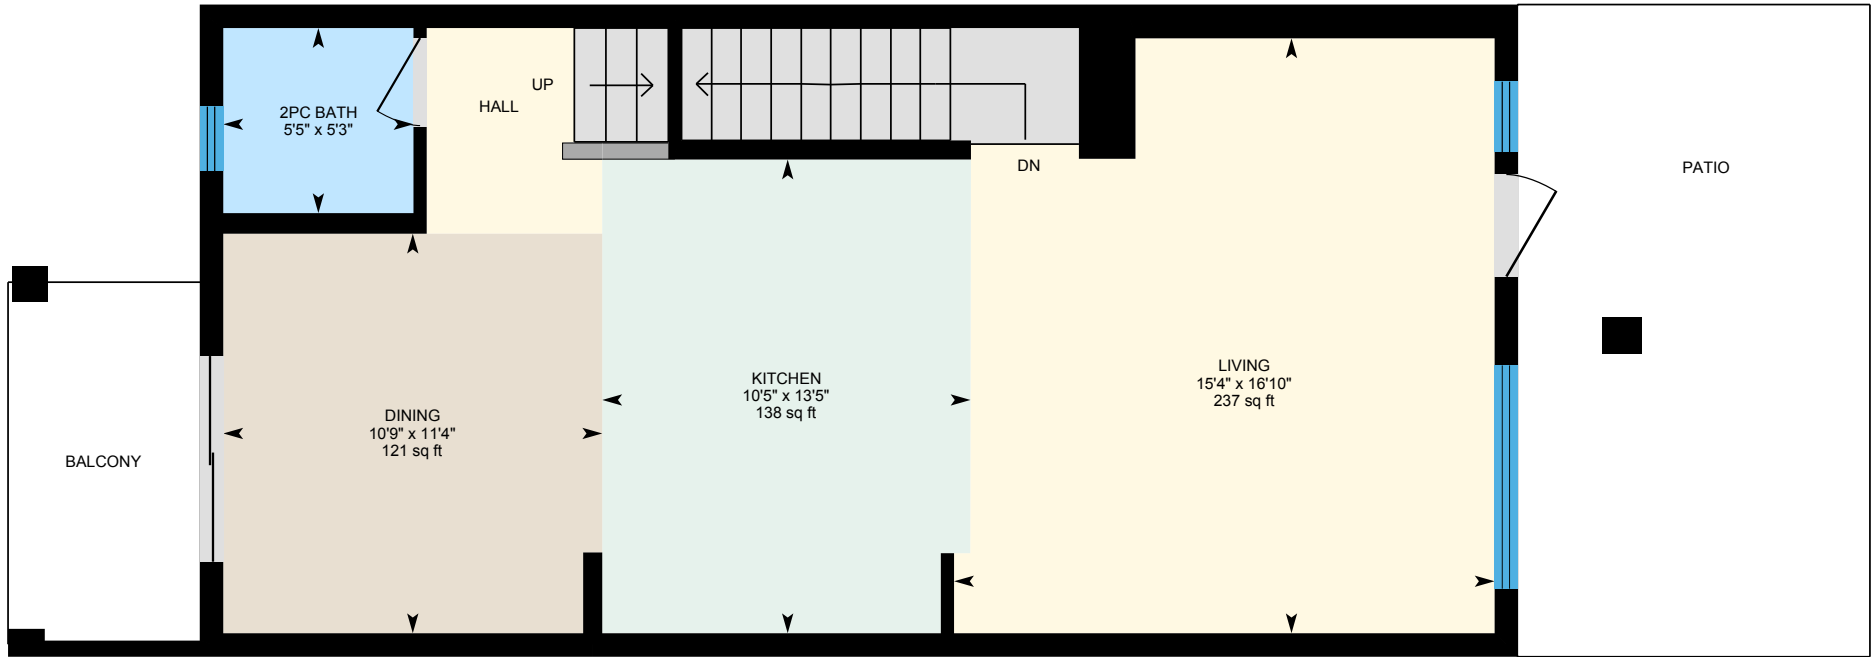 2PC BATH
5'5" x 5'3"
HALL
UP
DN
PATIO
BALCONY
DINING
10'9" x 11'4"
121 sq ft
KITCHEN
10'5" x 13'5"
138 sq ft
LIVING
15'4" x 16'10"
237 sq ft